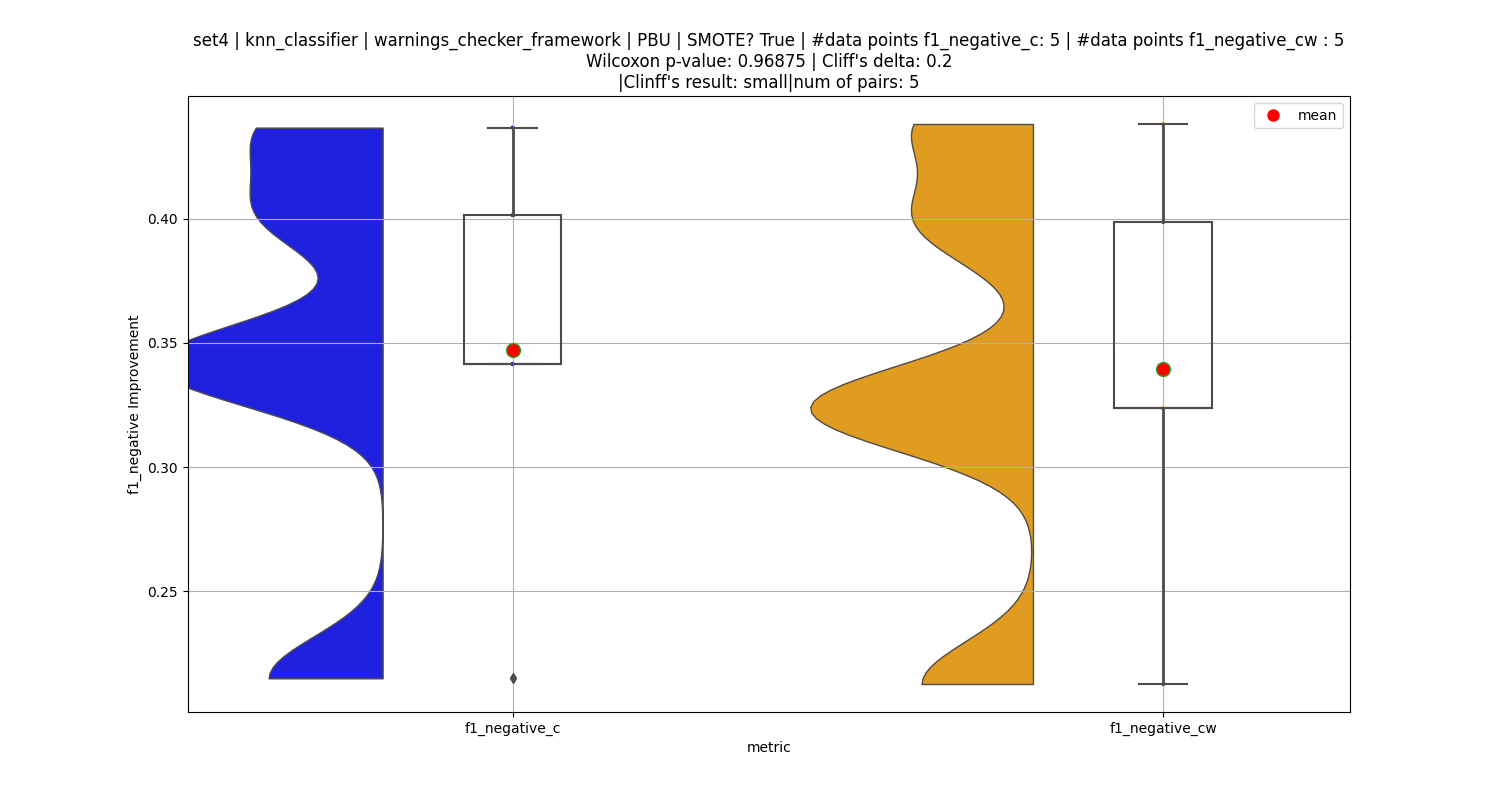 set4 | knn_classifier | warnings_checker_framework | PBU | SMOTE? True | #data points f1_negative_c: 5 | #data points f1_negative_cw : 5
Wilcoxon p-value: 0.96875 | Cliff's delta: 0.2
|Clinff's result: small|num of pairs: 5
mean
0.40
0.35
0.30
0.25
f1_negative Improvement
f1_negative_c
f1_negative_cw
metric